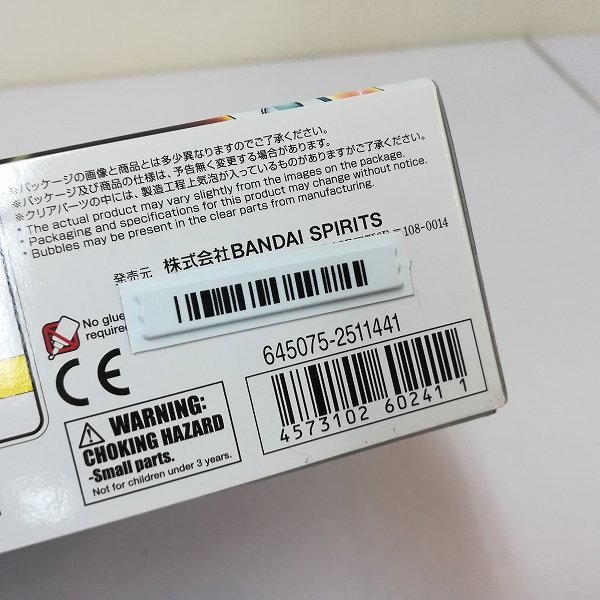 ※パッケージの画像と商品とは多少異なりますのでご了承ください。
※パッケージ及び商品の仕様は、予告無く変更する場合があります。
※クリアパーツの中には、製造工程上気泡が入っているものがありますがご了承ください。
* The actual product may vary slightly from the images on the package.
* Packaging and specifications for this product may change without notice.
* Bubbles may be present in the clear parts from manufacturing.
発売元 株式会社BANDAI SPIRITS
108-0014
No glue
required
CE
645075-2511441
4573102 60241 1
WARNING:
CHOKING HAZARD
-Small parts.
Not for children under 3 years.